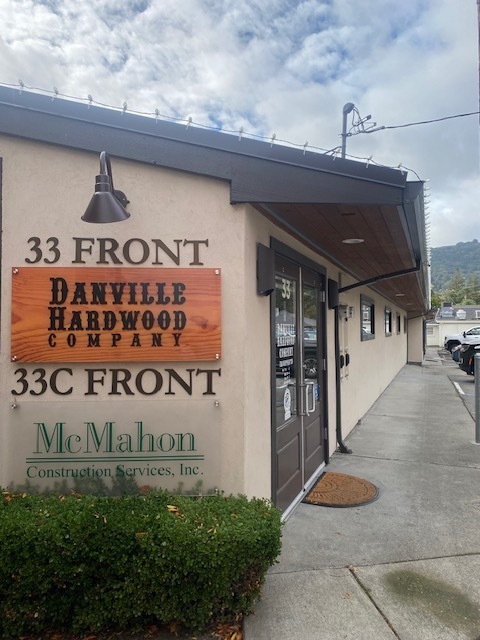 33 FRONT
DANVILLE
HARDWOOD
COMPANY
33C FRONT
McMahon
Construction Services, Inc.
33